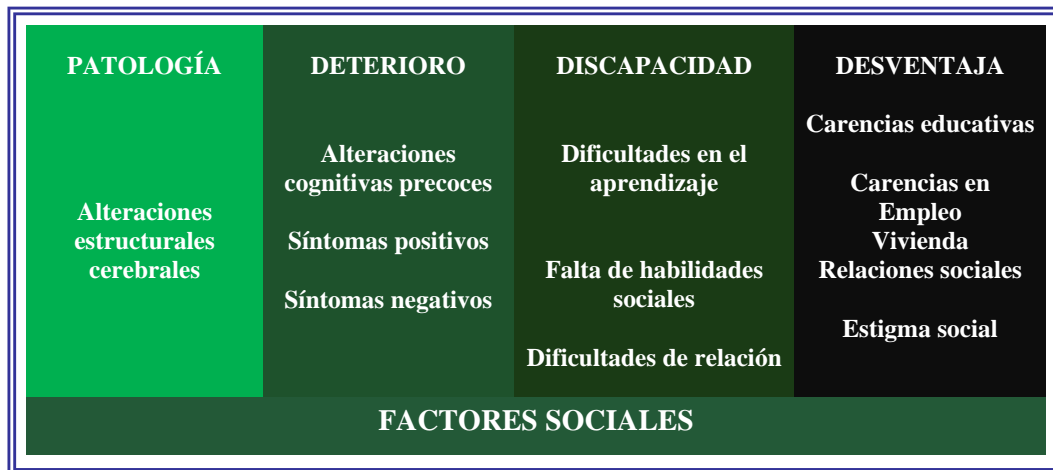 PATOLOGÍA
Alteraciones
estructurales
cerebrales
DETERIORO
Alteraciones
cognitivas precoces
Síntomas positivos
Síntomas negativos
DISCAPACIDAD
Dificultades en el
aprendizaje
Falta de habilidades
sociales
Dificultades de relación
DESVENTAJA
Carencias educativas
Carencias en
Empleo
Vivienda
Relaciones sociales
Estigma social
FACTORES SOCIALES